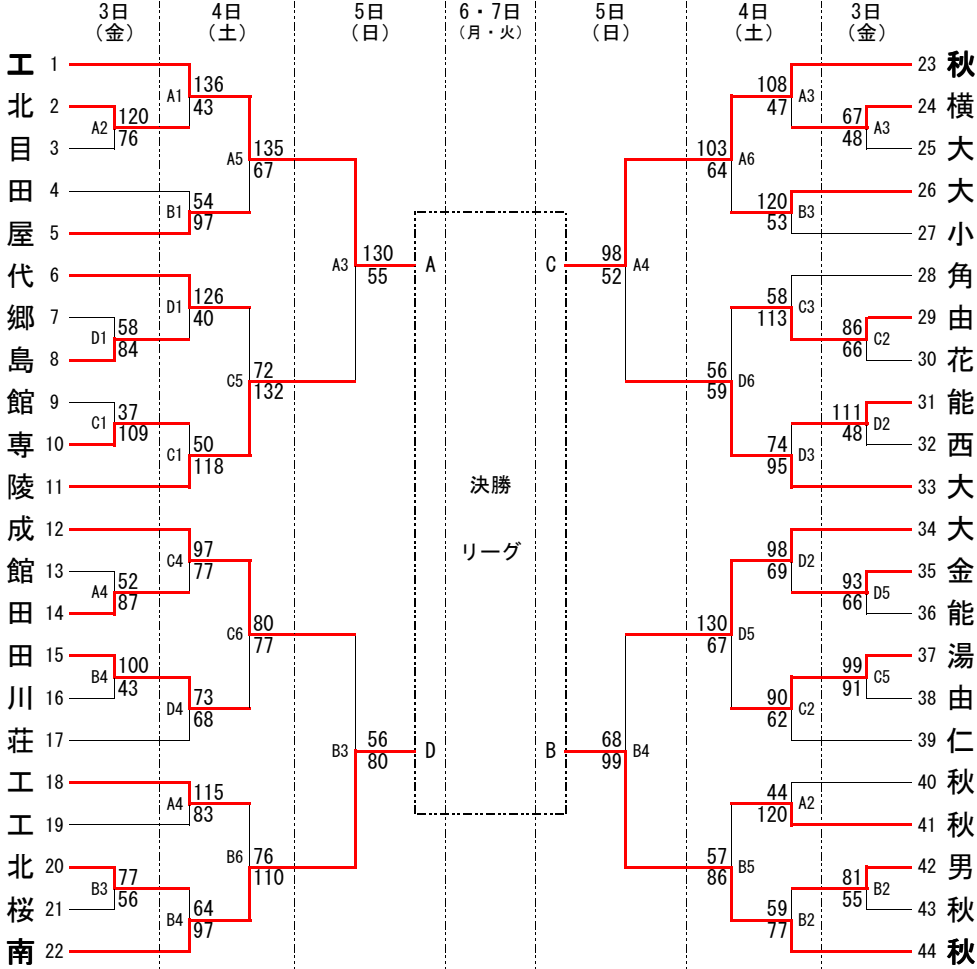 3日 4日 5日 6・7日 5日 4日 3日
(金) (土) (日) (月・火) (日) (土) (金)
工 1
北 2
目 3
田 4
屋 5
代 6
郷 7
島 8
館 9
専 10
陵 11
成 12
館 13
田 14
田 15
川 16
荘 17
工 18
工 19
北 20
桜 21
南 22
A2 120 76
D1 58 84
C1 37 109
A4 52 87
B4 100 43
B3 77 56
A1 136 43
B1 54 97
D1 126 40
C1 50 118
C4 97 77
D4 73 68
A4 115 83
B4 64 97
A5 135 67
C5 72 132
C6 80 77
B6 76 110
A3 130 55
B3 56 80
A
D
決勝
リーグ
C
B
98 52 A4
68 99 B4
103 64 A6
56 59 D6
130 67 D5
57 86 B5
108 47 A3
120 53 B3
58 113 C3
74 95 D3
98 69 D2
90 62 C2
44 120 A2
59 77 B2
67 48 A3
86 66 C2
111 48 D2
93 66 D5
99 91 C5
81 55 B2
23 秋
24 横
25 大
26 大
27 小
28 角
29 由
30 花
31 能
32 西
33 大
34 大
35 金
36 能
37 湯
38 由
39 仁
40 秋
41 秋
42 男
43 秋
44 秋